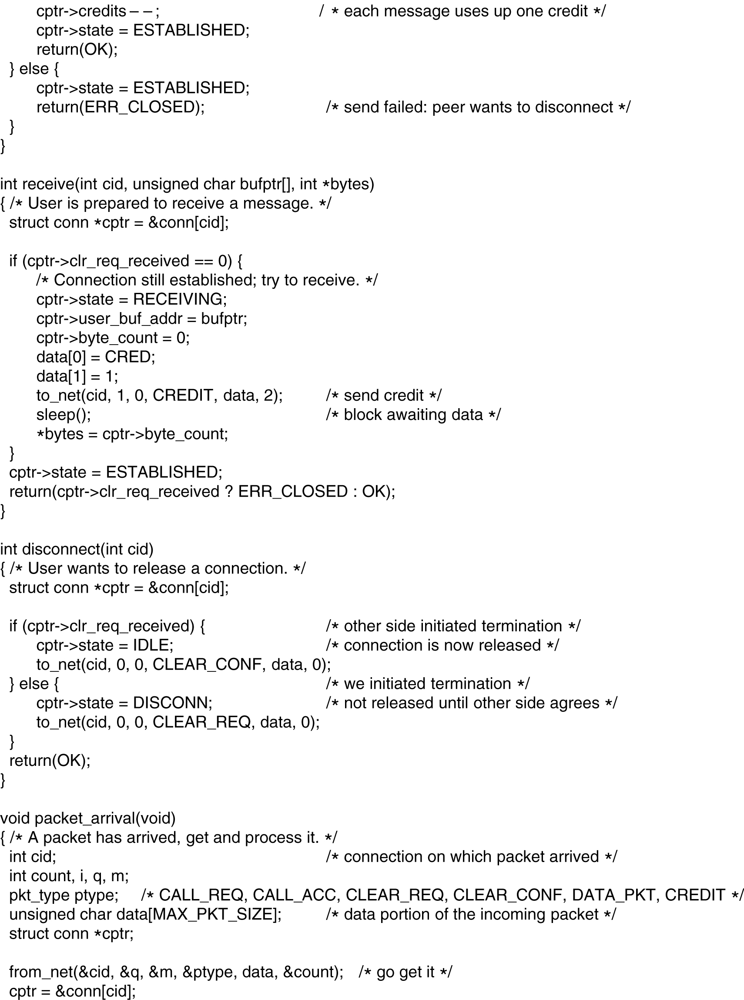 cptr->credits – – ; / * each message uses up one credit */
cptr->state = ESTABLISHED;
return(OK);
} else {
cptr->state = ESTABLISHED;
return(ERR_CLOSED); /* send failed: peer wants to disconnect */
}
}
int receive(int cid, unsigned char bufptr[], int *bytes)
{ /* User is prepared to receive a message. */
struct conn *cptr = &conn[cid];
if (cptr->clr_req_received == 0) {
/* Connection still established; try to receive. */
cptr->state = RECEIVING;
cptr->user_buf_addr = bufptr;
cptr->byte_count = 0;
data[0] = CRED;
data[1] = 1;
to_net(cid, 1, 0, CREDIT, data, 2); /* send credit */
sleep(); /* block awaiting data */
*bytes = cptr->byte_count;
}
cptr->state = ESTABLISHED;
return(cptr->clr_req_received ? ERR_CLOSED : OK);
}
int disconnect(int cid)
{ /* User wants to release a connection. */
struct conn *cptr = &conn[cid];
if (cptr->clr_req_received) { /* other side initiated termination */
cptr->state = IDLE; /* connection is now released */
to_net(cid, 0, 0, CLEAR_CONF, data, 0);
} else { /* we initiated termination */
cptr->state = DISCONN; /* not released until other side agrees */
to_net(cid, 0, 0, CLEAR_REQ, data, 0);
}
return(OK);
}
void packet_arrival(void)
{ /* A packet has arrived, get and process it. */
int cid; /* connection on which packet arrived */
int count, i, q, m;
pkt_type ptype; /* CALL_REQ, CALL_ACC, CLEAR_REQ, CLEAR_CONF, DATA_PKT, CREDIT */
unsigned char data[MAX_PKT_SIZE]; /* data portion of the incoming packet */
struct conn *cptr;
from_net(&cid, &q, &m, &ptype, data, &count); /* go get it */
cptr = &conn[cid];